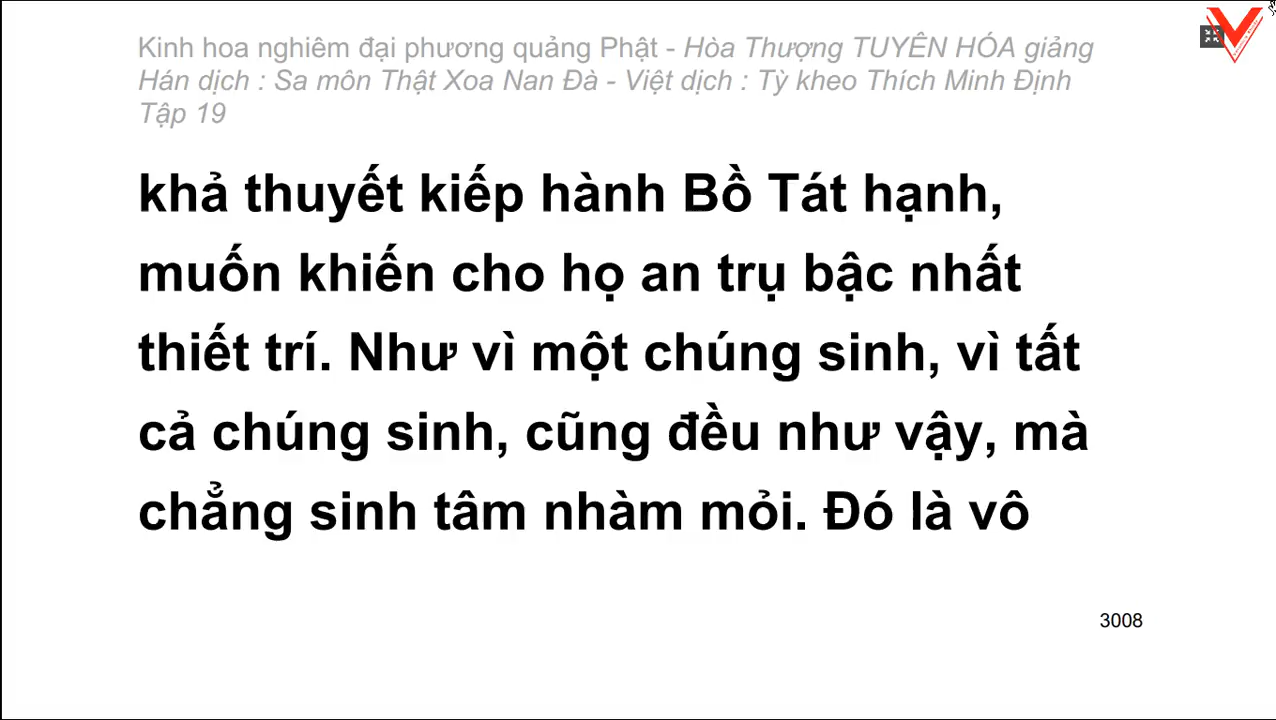 Kinh hoa nghiêm đại phương quảng Phật - Hòa Thượng TUYÊN HÓA giảng
Hán dịch : Sa môn Thật Xoa Nan Đà - Việt dịch : Tỳ kheo Thích Minh Định
Tập 19
khả thuyết kiếp hành Bồ Tát hạnh,
muốn khiến cho họ an trụ bậc nhất
thiết trí. Như vì một chúng sinh, vì tất
cả chúng sinh, cũng đều như vậy, mà
chẳng sinh tâm nhàm mỏi. Đó là vô
3008